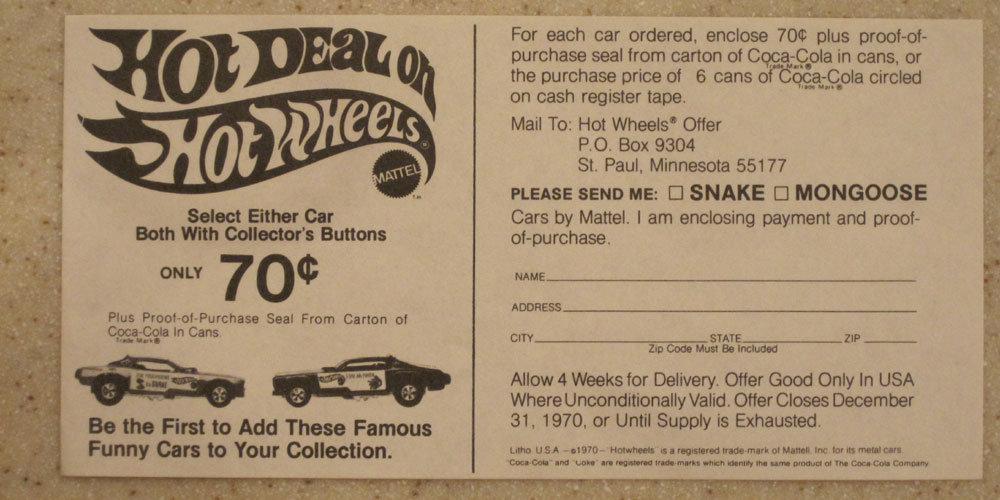 HOT DEAL ON
HOT WHEELS®
MATTEL
T.m.
Select Either Car
Both With Collector's Buttons
ONLY 70¢
Plus Proof-of-Purchase Seal From Carton of
Coca-Cola In Cans.
Trade Mark®
Be the First to Add These Famous
Funny Cars to Your Collection.
For each car ordered, enclose 70¢ plus proof-of-
purchase seal from carton of Coca-Cola in cans, or
Trade Mark®
the purchase price of 6 cans of Coca-Cola circled
Trade Mark®
on cash register tape.
Mail To: Hot Wheels® Offer
P.O. Box 9304
St. Paul, Minnesota 55177
PLEASE SEND ME: ☐ SNAKE ☐ MONGOOSE
Cars by Mattel. I am enclosing payment and proof-
of-purchase.
NAME
ADDRESS
CITY STATE ZIP
Zip Code Must Be Included
Allow 4 Weeks for Delivery. Offer Good Only In USA
Where Unconditionally Valid. Offer Closes December
31, 1970, or Until Supply is Exhausted.
Litho. U.S.A. – ©1970 – "Hotwheels" is a registered trade-mark of Mattell, Inc. for its metal cars.
"Coca-Cola" and "Coke" are registered trade-marks which identify the same product of The Coca-Cola Company.